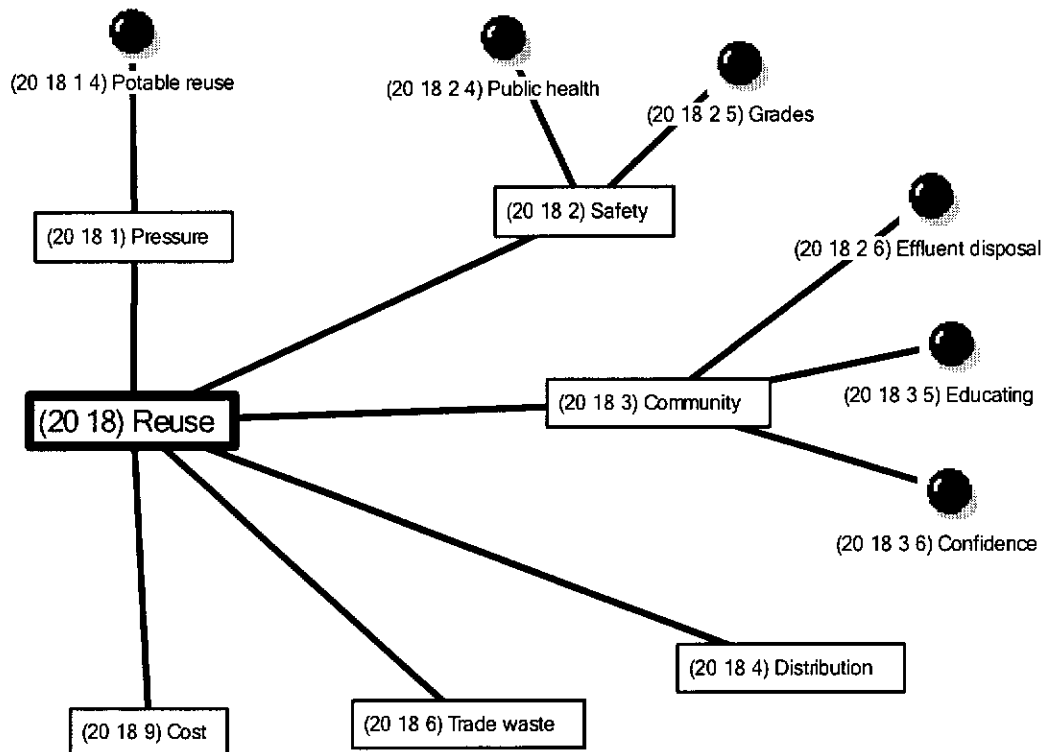 (20 18 1 4) Potable reuse
(20 18 2 4) Public health
(20 18 2 5) Grades
(20 18 1) Pressure
(20 18 2) Safety
(20 18 2 6) Effluent disposal
(20 18 3 5) Educating
(20 18) Reuse
(20 18 3) Community
(20 18 3 6) Confidence
(20 18 4) Distribution
(20 18 9) Cost
(20 18 6) Trade waste